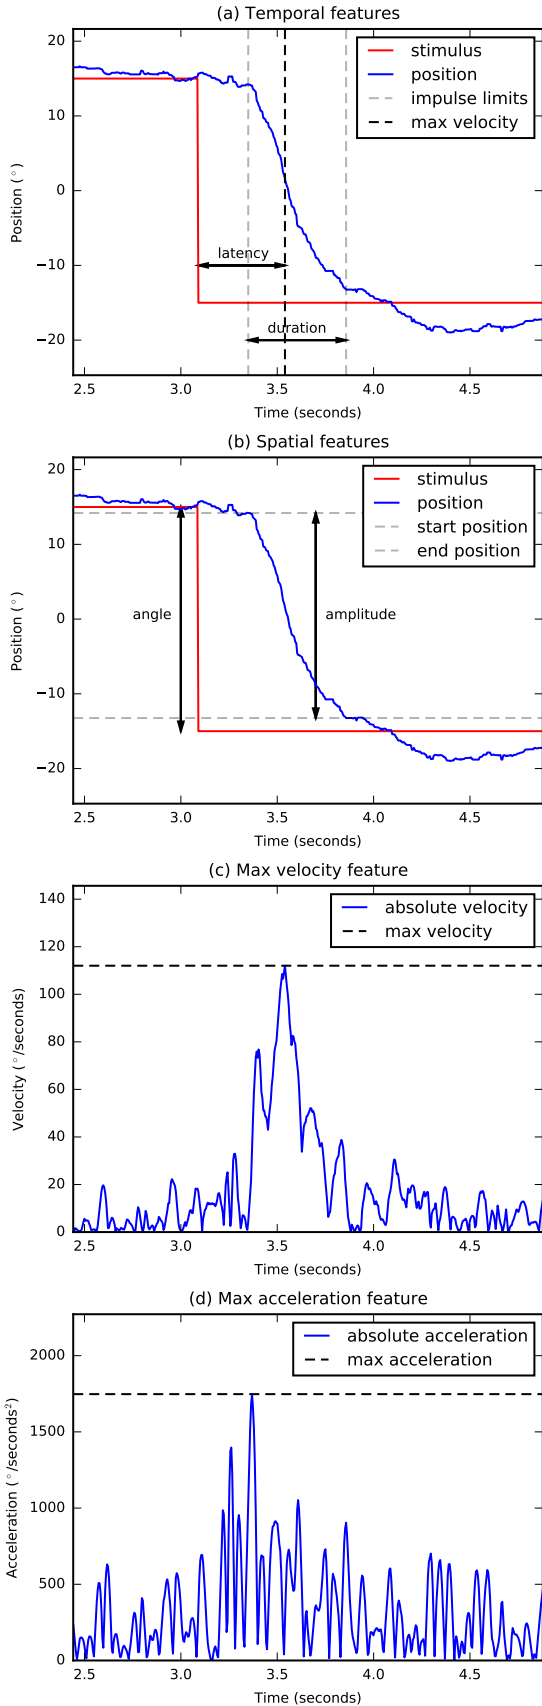 (a) Temporal features
stimulus
position
impulse limits
max velocity
20
10
0
−10
−20
Position (°)
latency
duration
2.5 3.0 3.5 4.0 4.5
Time (seconds)
(b) Spatial features
stimulus
position
start position
end position
20
10
0
−10
−20
Position (°)
angle
amplitude
2.5 3.0 3.5 4.0 4.5
Time (seconds)
(c) Max velocity feature
absolute velocity
max velocity
140
120
100
80
60
40
20
0
Velocity (°/seconds)
2.5 3.0 3.5 4.0 4.5
Time (seconds)
(d) Max acceleration feature
absolute acceleration
max acceleration
2000
1500
1000
500
0
Acceleration (°/seconds²)
2.5 3.0 3.5 4.0 4.5
Time (seconds)